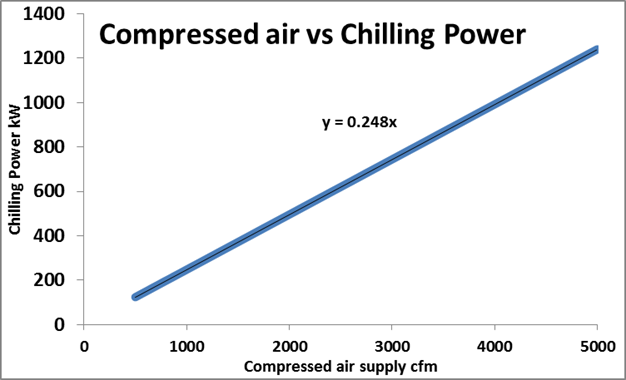 Compressed air vs Chilling Power
1400
1200
1000
800
600
400
200
0
Chilling Power kW
y = 0.248x
0 1000 2000 3000 4000 5000
Compressed air supply cfm